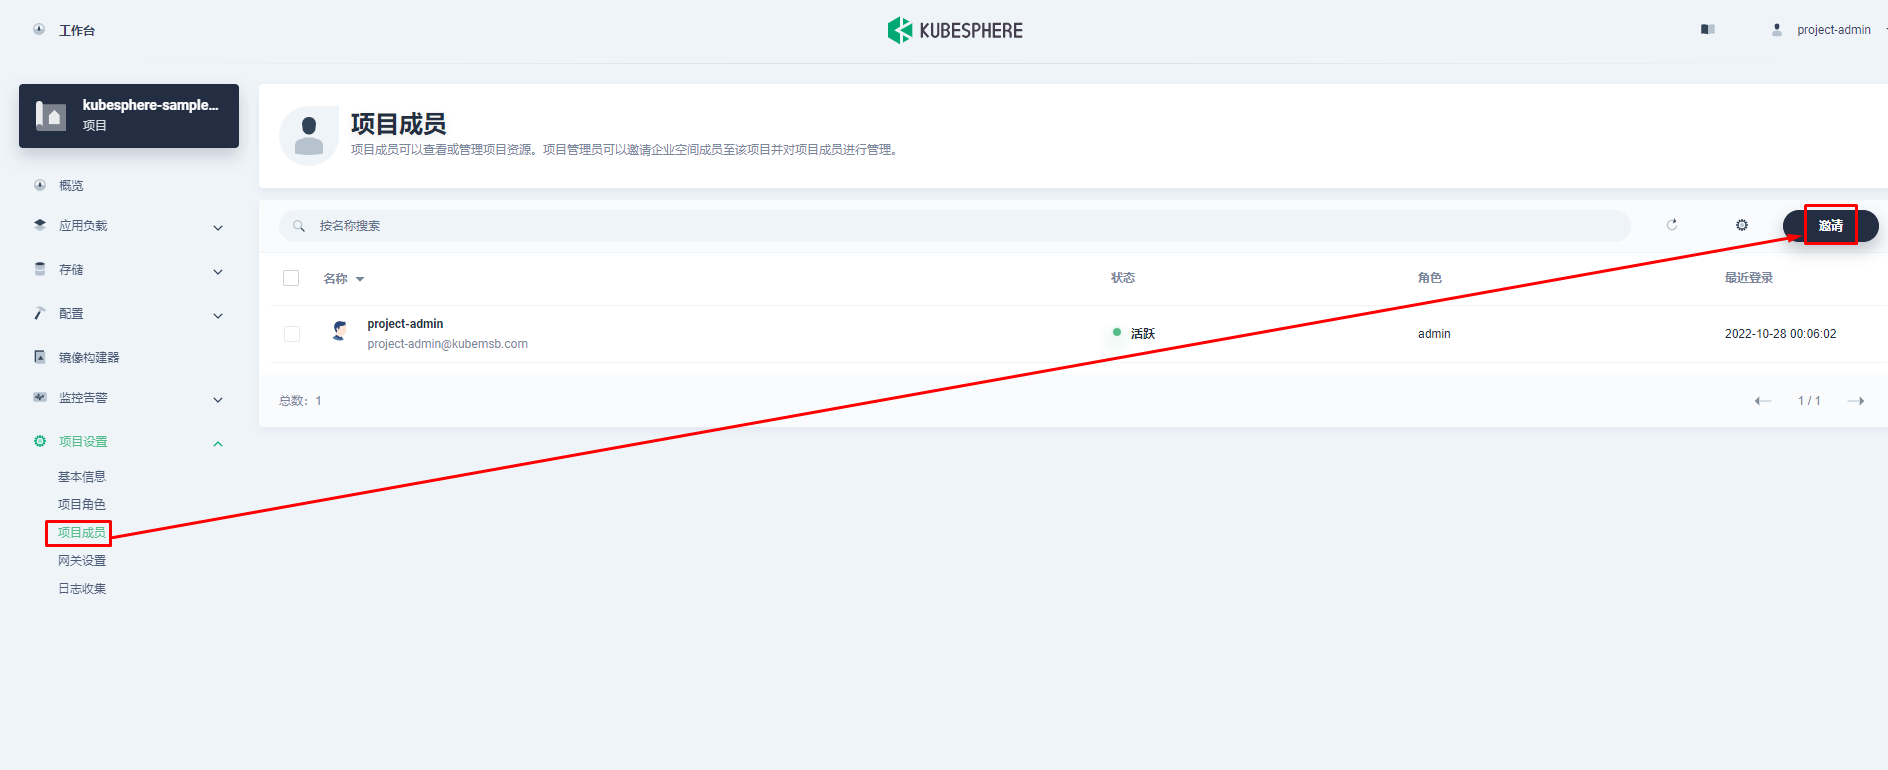 工作台
KUBESPHERE
project-admin
kubesphere-sample...
项目
概览
应用负载
存储
配置
镜像构建器
监控告警
项目设置
基本信息
项目角色
项目成员
网关设置
日志收集
项目成员
项目成员可以查看或管理项目资源。项目管理员可以邀请企业空间成员至该项目并对项目成员进行管理。
按名称搜索
邀请
名称 状态 角色 最近登录
project-admin
project-admin@kubemsb.com
活跃
admin
2022-10-28 00:06:02
总数：1
1 / 1